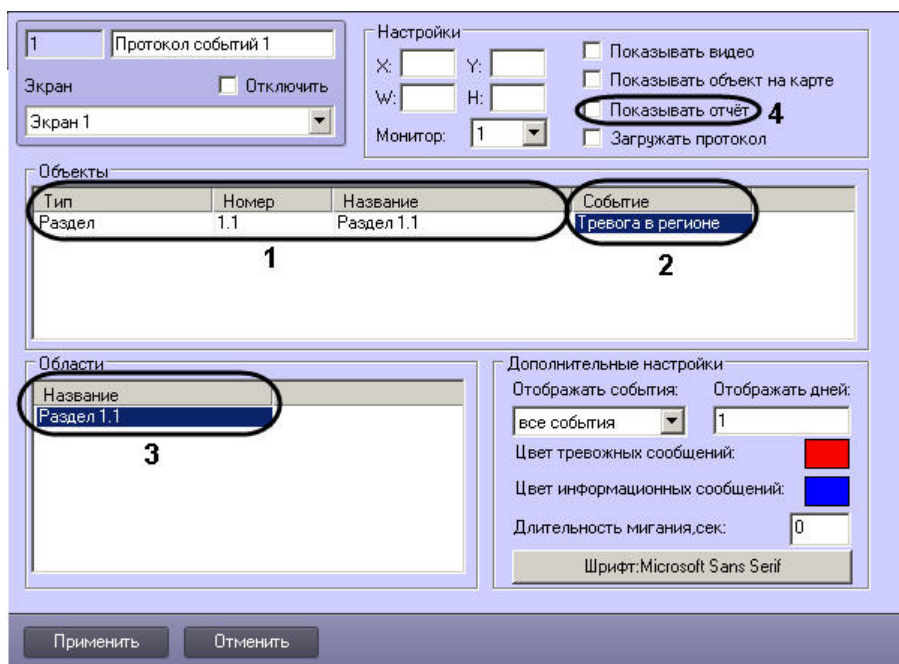 1 Протокол событий 1
Экран Отключить
Экран 1
Настройки
X: Y:
W: H:
Монитор: 1
Показывать видео
Показывать объект на карте
Показывать отчёт 4
Загружать протокол
Объекты
Тип Номер Название Событие
Раздел 1.1 Раздел 1.1 Тревога в регионе
1 2
Области
Название
Раздел 1.1
3
Дополнительные настройки
Отображать события: Отображать дней:
все события 1
Цвет тревожных сообщений:
Цвет информационных сообщений:
Длительность мигания,сек: 0
Шрифт:Microsoft Sans Serif
Применить Отменить